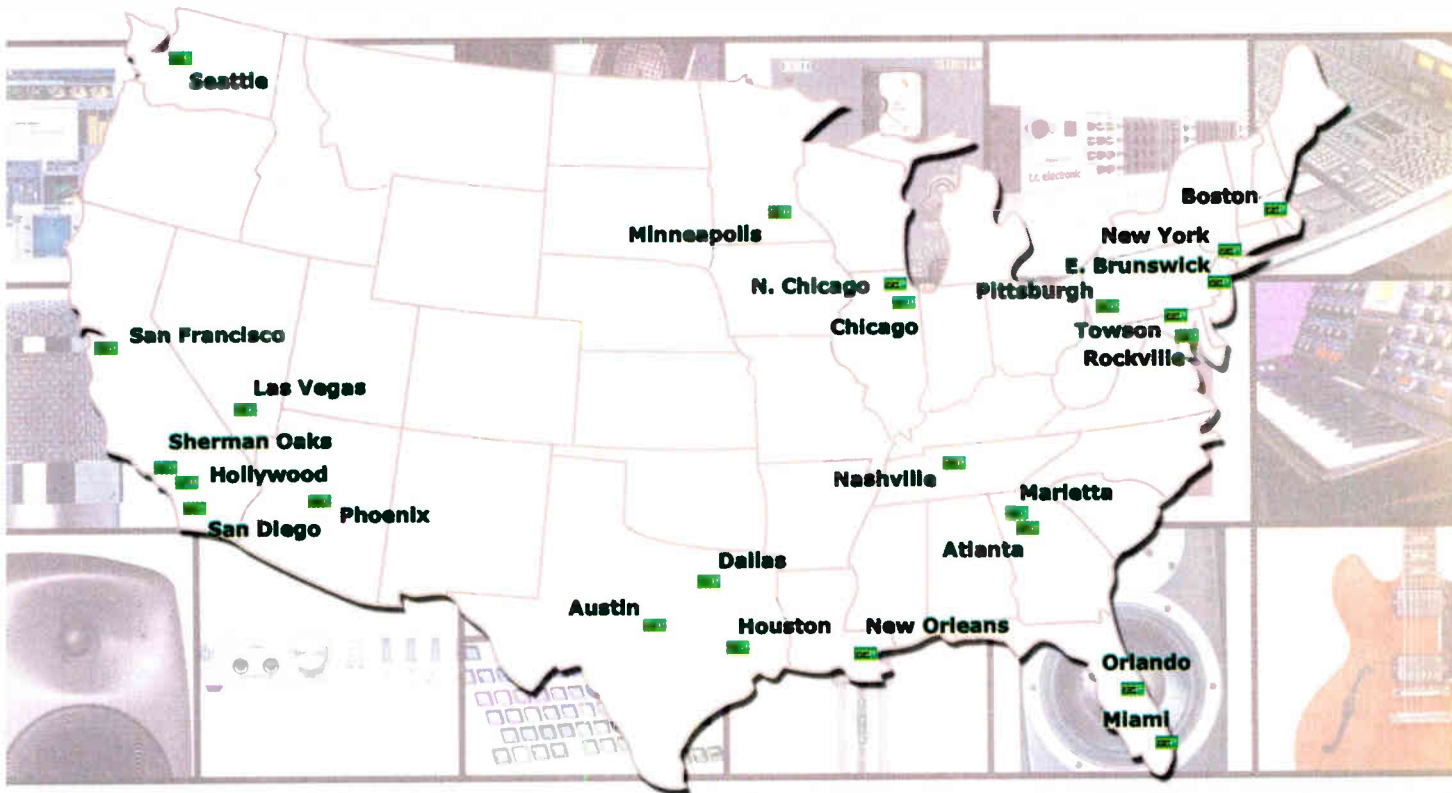 Seattle
t.c. electronic
Boston
Minneapolis
New York
E. Brunswick
N. Chicago
Pittsburgh
Chicago
Towson
San Francisco
Rockville
Las Vegas
Sherman Oaks
Hollywood
Nashville
Marietta
San Diego
Phoenix
Atlanta
Dallas
Austin
Houston
New Orleans
Orlando
Miami